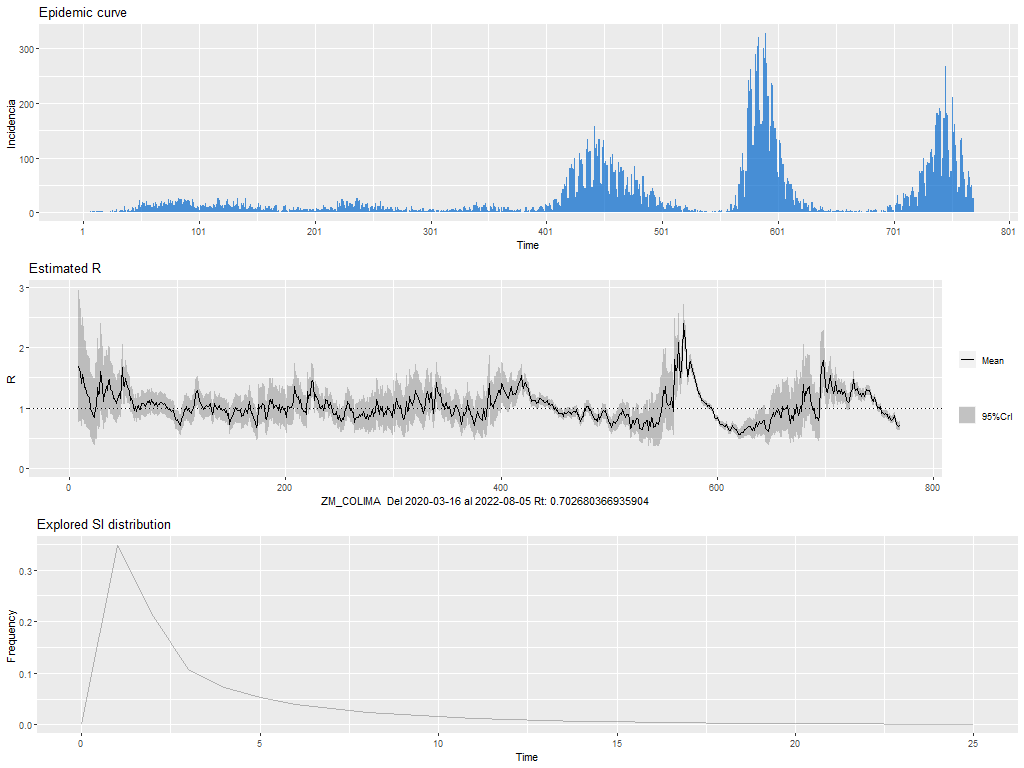 Epidemic curve
300
200
100
0
Incidencia
1 101 201 301 401 501 601 701 801
Time
Estimated R
3
2
1
0
R
Mean
95%CrI
0 200 400 600 800
ZM_COLIMA Del 2020-03-16 al 2022-08-05 Rt: 0.702680366935904
Explored SI distribution
0.3
0.2
0.1
0.0
Frequency
0 5 10 15 20 25
Time